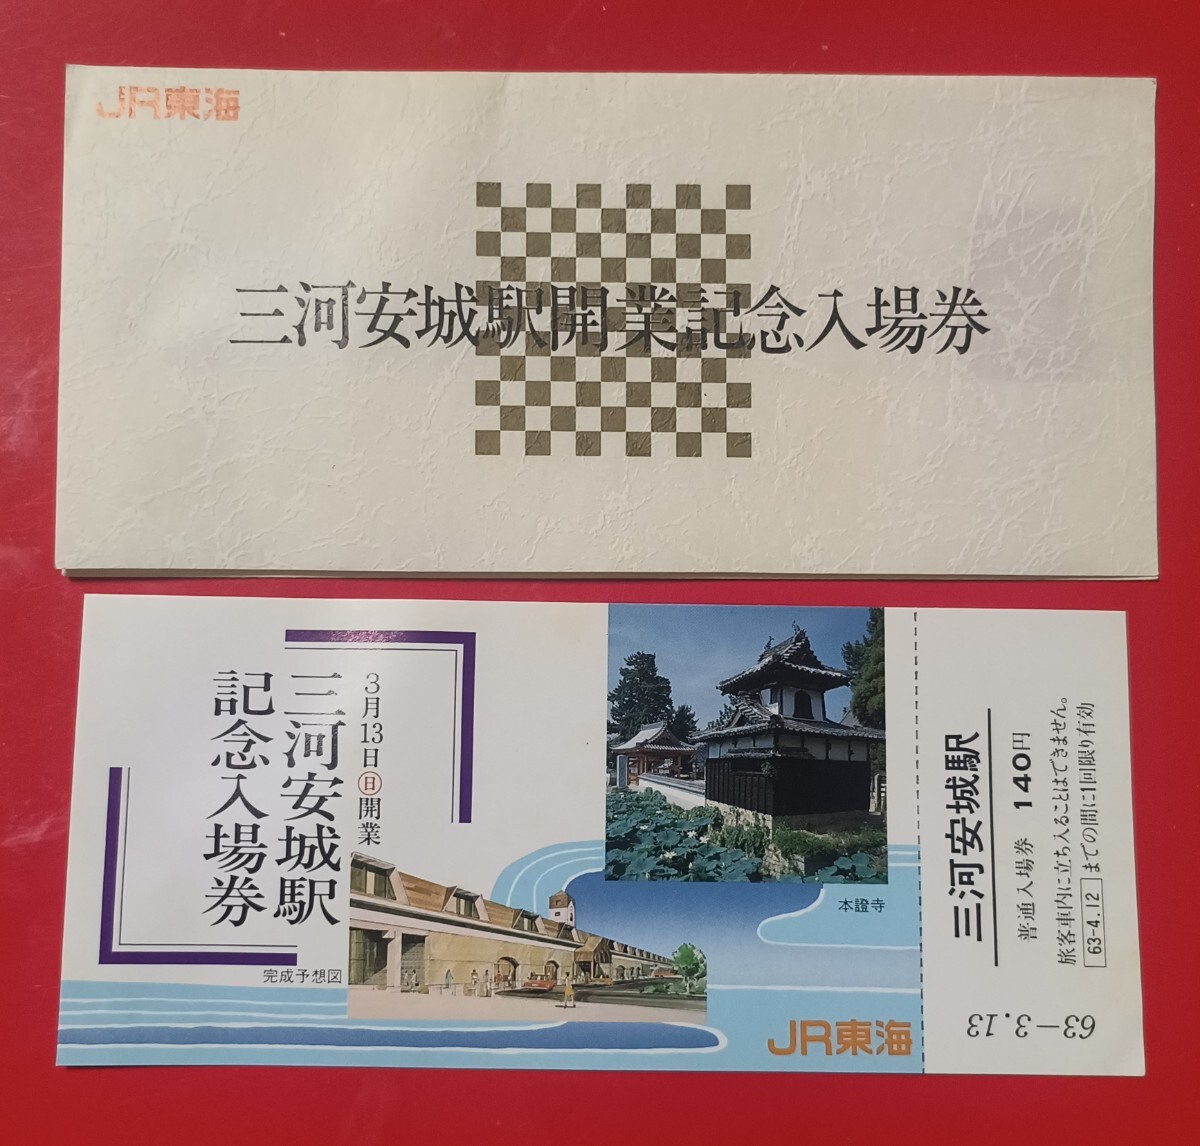 JR東海
三河安城駅開業記念入場券
3月13日㊐開業
三河安城駅
記念入場券
完成予想図
本證寺
JR東海
三河安城駅
普通入場券 140円
旅客車内に立ち入ることはできません。
63-4.12までの間に1回限り有効
63-3.13